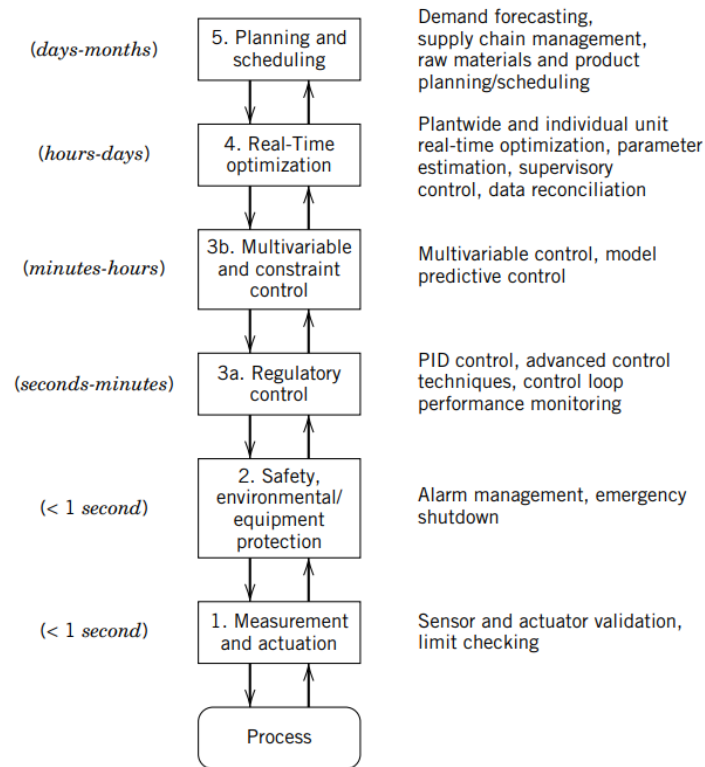 (days-months)
5. Planning and
scheduling
Demand forecasting,
supply chain management,
raw materials and product
planning/scheduling
(hours-days)
4. Real-Time
optimization
Plantwide and individual unit
real-time optimization, parameter
estimation, supervisory
control, data reconciliation
(minutes-hours)
3b. Multivariable
and constraint
control
Multivariable control, model
predictive control
(seconds-minutes)
3a. Regulatory
control
PID control, advanced control
techniques, control loop
performance monitoring
(< 1 second)
2. Safety,
environmental/
equipment
protection
Alarm management, emergency
shutdown
(< 1 second)
1. Measurement
and actuation
Sensor and actuator validation,
limit checking
Process